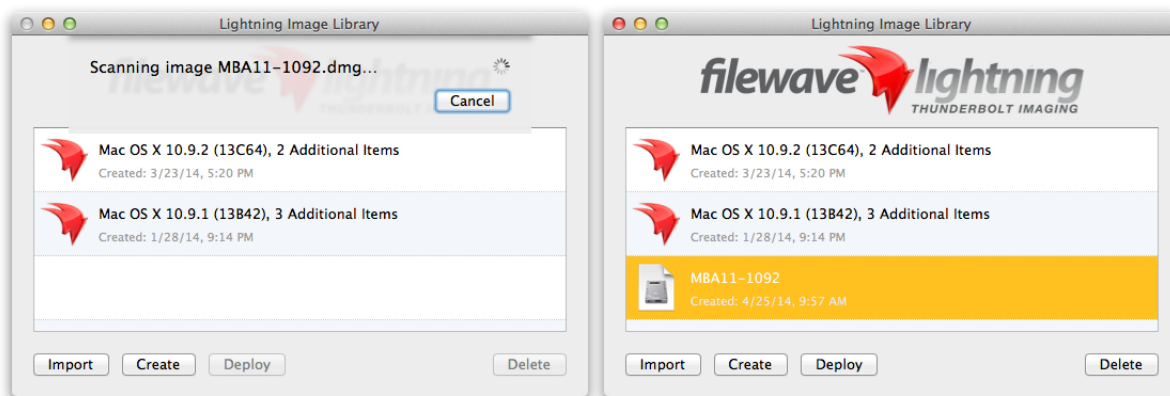 Lightning Image Library
Scanning image MBA11-1092.dmg...
Cancel
filewave lightning
THUNDERBOLT IMAGING
Mac OS X 10.9.2 (13C64), 2 Additional Items
Created: 3/23/14, 5:20 PM
Mac OS X 10.9.1 (13B42), 3 Additional Items
Created: 1/28/14, 9:14 PM
Import Create Deploy Delete
Lightning Image Library
filewave lightning
THUNDERBOLT IMAGING
Mac OS X 10.9.2 (13C64), 2 Additional Items
Created: 3/23/14, 5:20 PM
Mac OS X 10.9.1 (13B42), 3 Additional Items
Created: 1/28/14, 9:14 PM
MBA11-1092
Created: 4/25/14, 9:57 AM
Import Create Deploy Delete